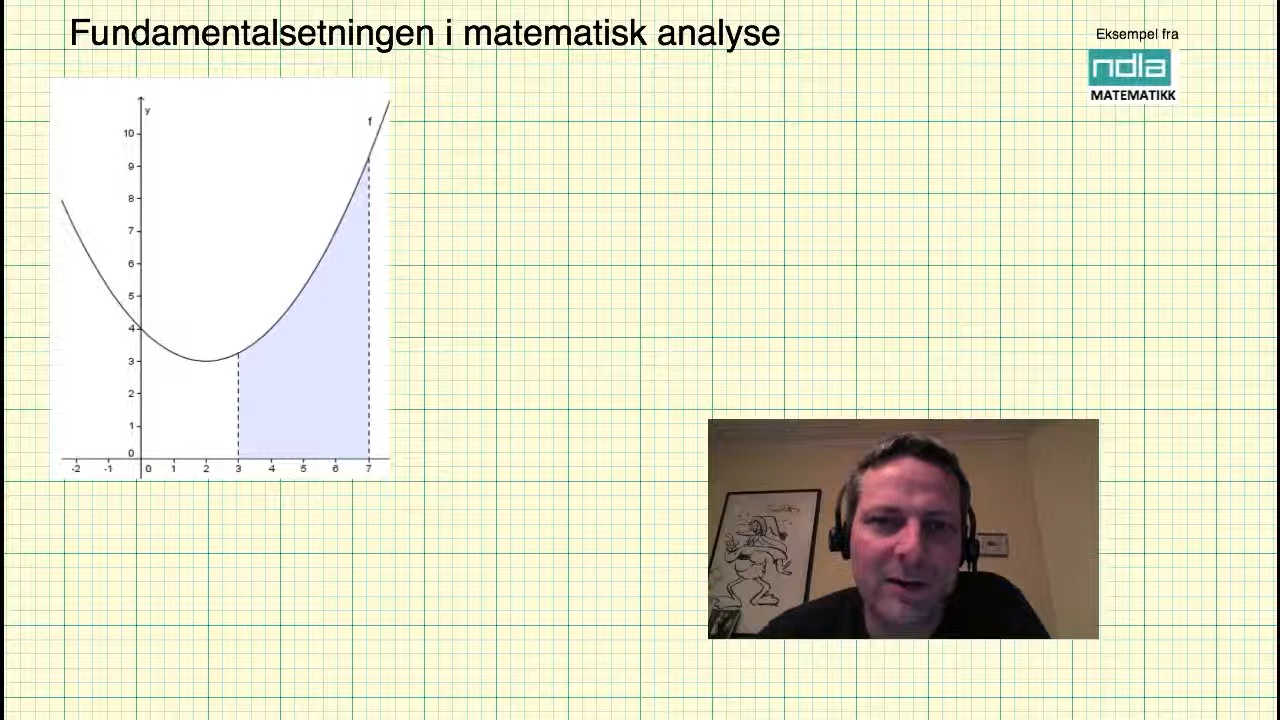 Fundamentalsetningen i matematisk analyse
Eksempel fra
ndla
MATEMATIKK
y
f
10
9
8
7
6
5
4
3
2
1
0
-2 -1 0 1 2 3 4 5 6 7